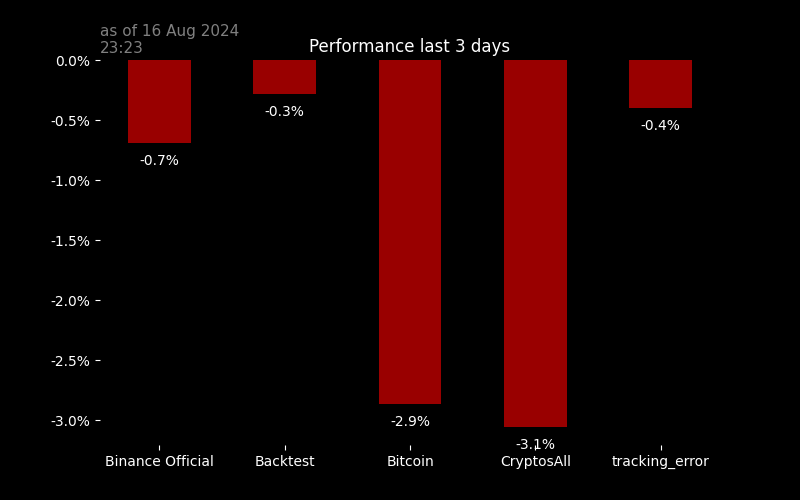 as of 16 Aug 2024
23:23
Performance last 3 days
0.0%
-0.5%
-1.0%
-1.5%
-2.0%
-2.5%
-3.0%
-0.7%
-0.3%
-2.9%
-3.1%
-0.4%
Binance Official
Backtest
Bitcoin
CryptosAll
tracking_error